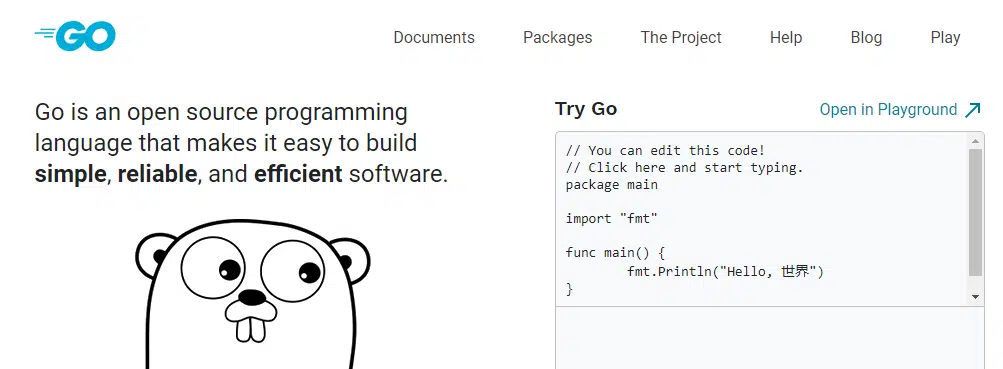 GO
Documents Packages The Project Help Blog Play
Go is an open source programming
language that makes it easy to build
simple, reliable, and efficient software.
Try Go
Open in Playground
// You can edit this code!
// Click here and start typing.
package main
import "fmt"
func main() {
	fmt.Println("Hello, 世界")
}